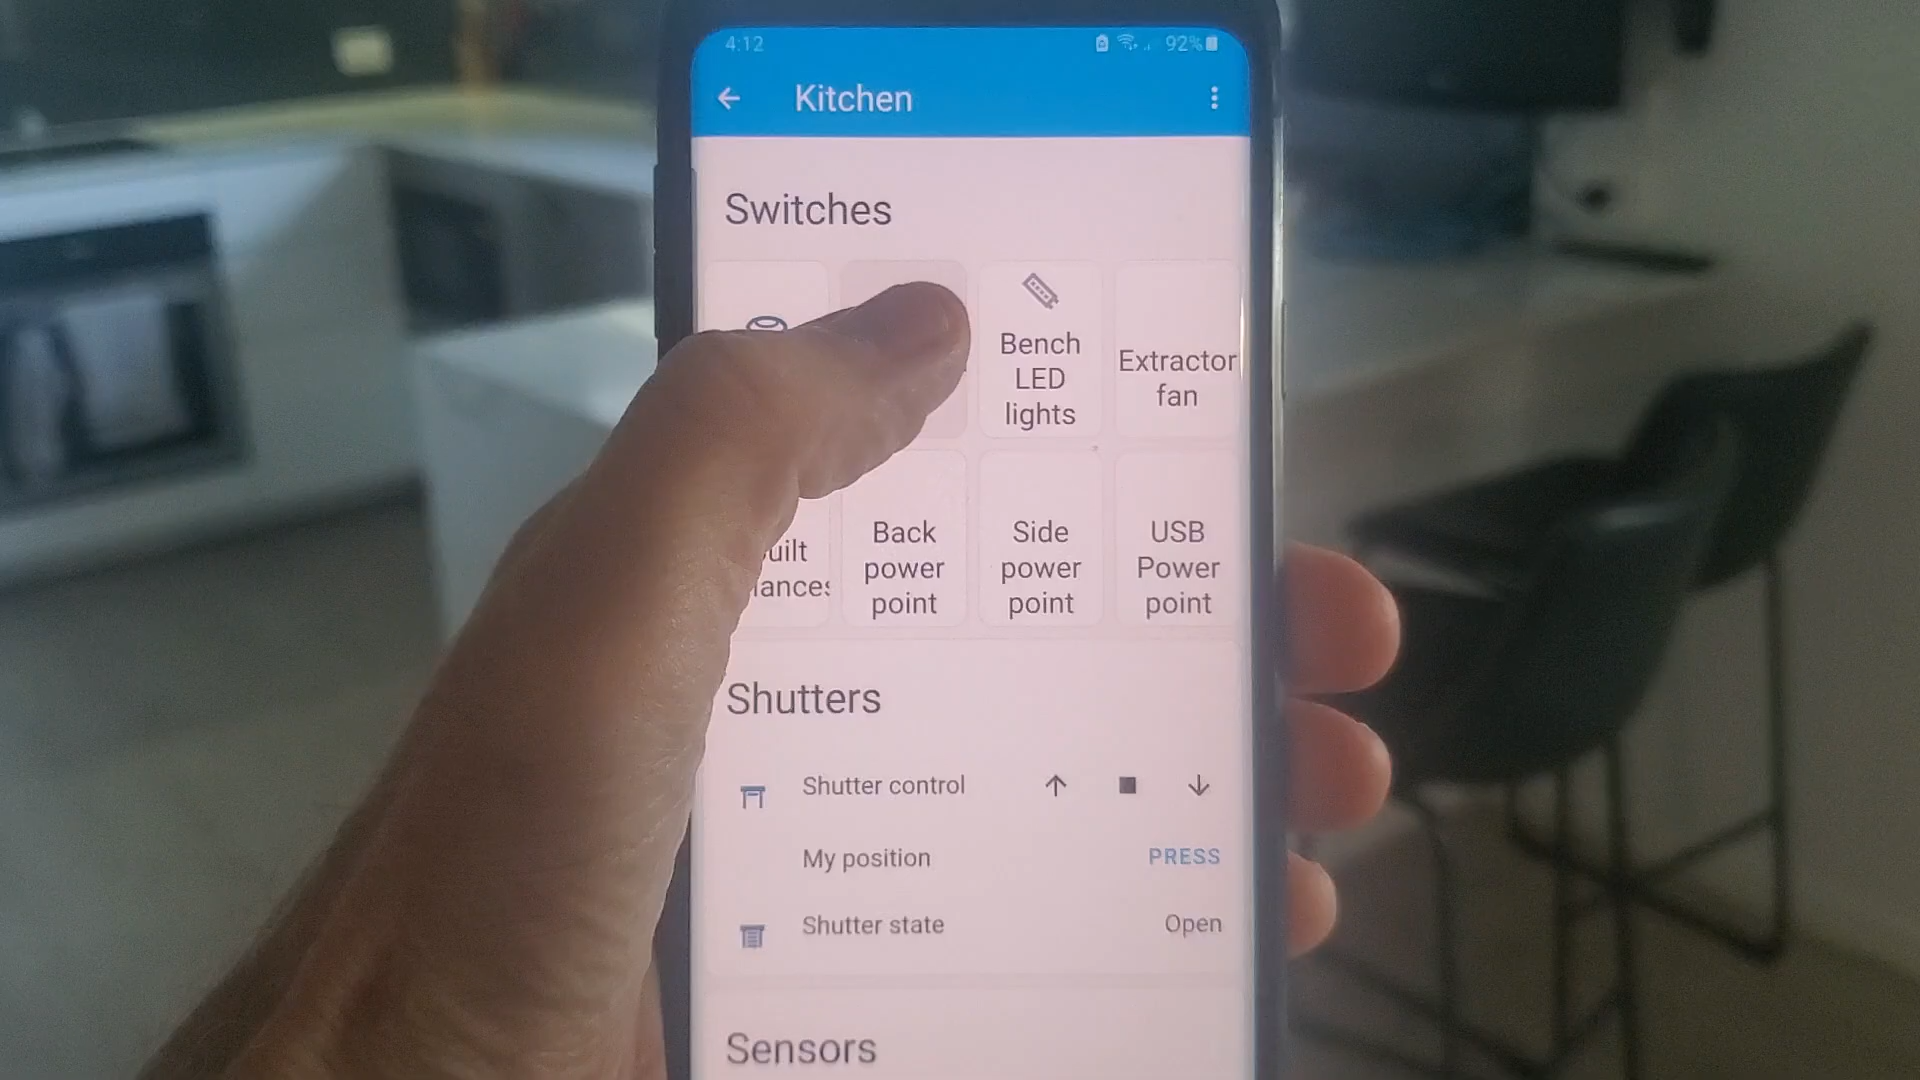 4:12
92%
Kitchen
Switches
Bench
LED
lights
Extractor
fan
Back
power
point
Side
power
point
USB
Power
point
Shutters
Shutter control
My position
PRESS
Shutter state
Open
Sensors